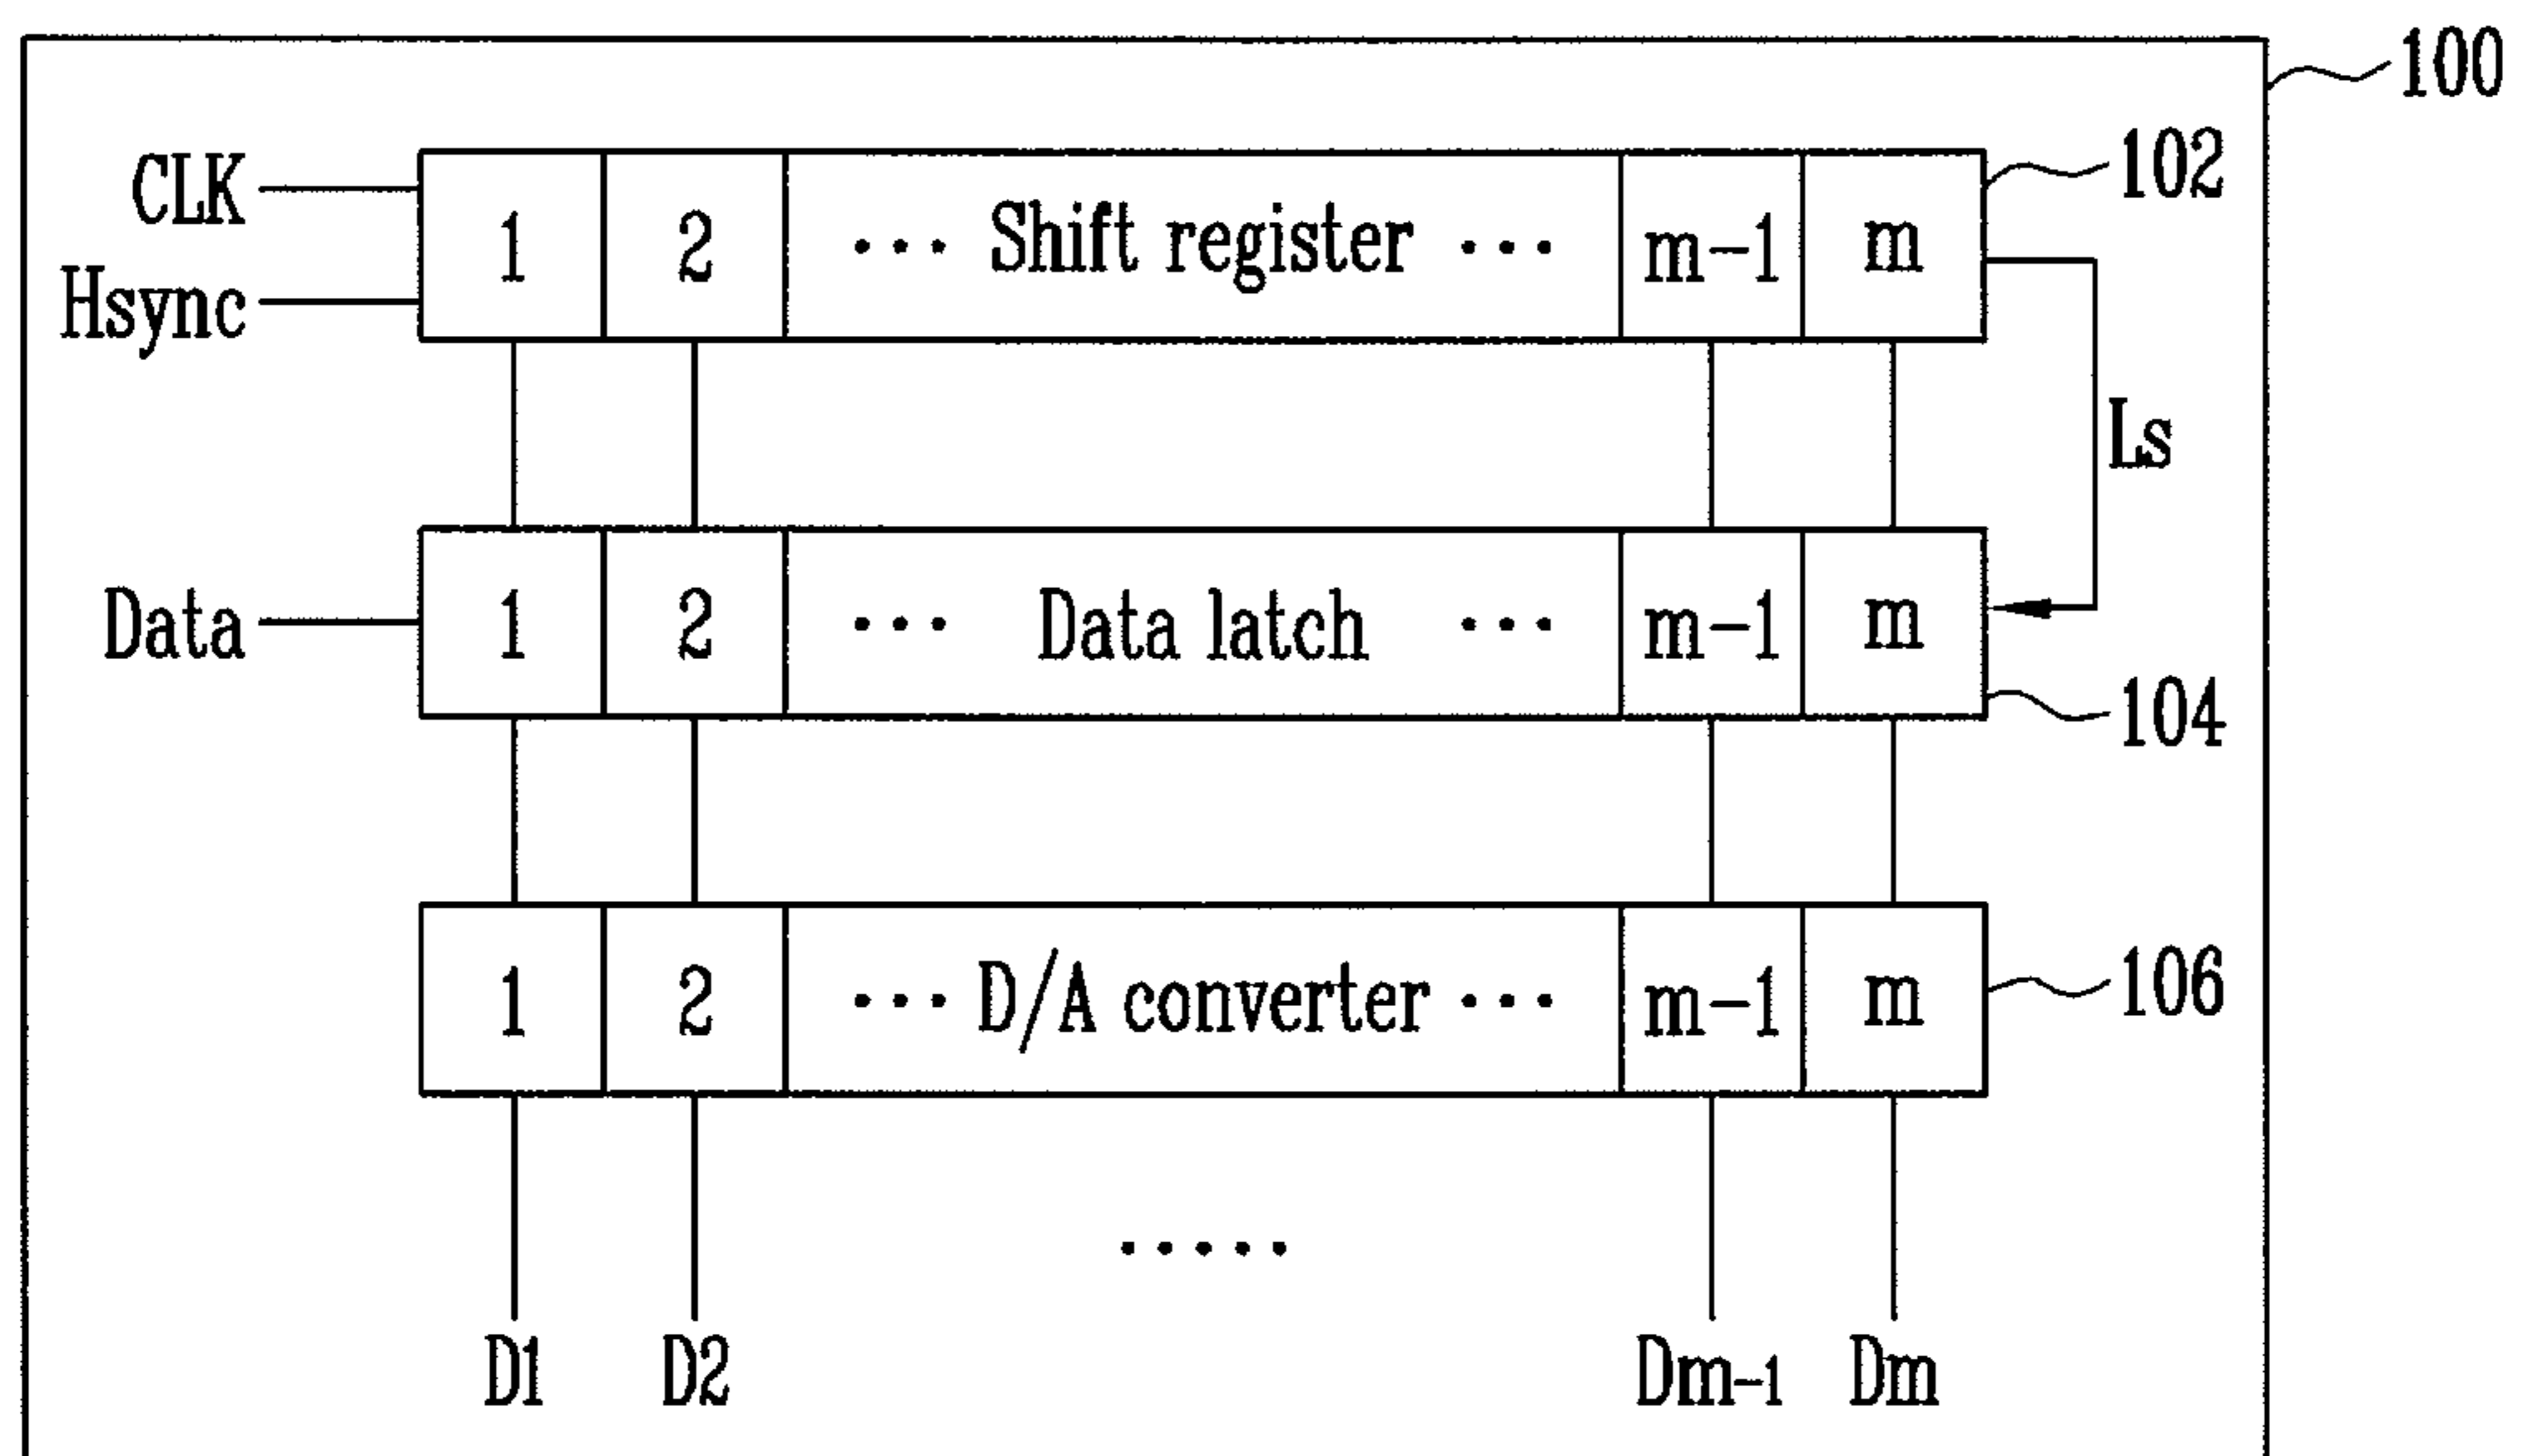 100
CLK
1 2 ··· Shift register ··· m-1 m
102
Hsync
Ls
Data
1 2 ··· Data latch ··· m-1 m
104
1 2 ··· D/A converter ··· m-1 m
106
·····
D1 D2 Dm-1 Dm